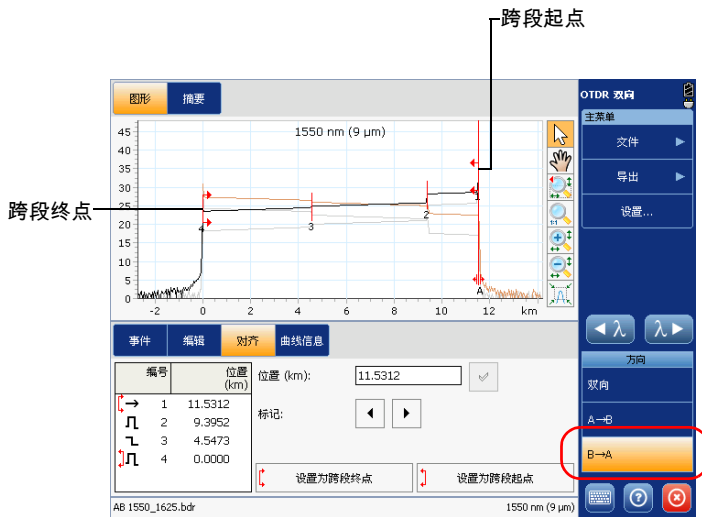 跨段起点
图形 摘要
OTDR 双向
主菜单
文件
导出
设置...
1550 nm (9 µm)
45
40
35
30
25
20
15
10
5
0
跨段终点
1
2
3
4
A
-2 0 2 4 6 8 10 12 km
1:1
λ λ
方向
双向
A→B
B→A
事件 编辑 对齐 曲线信息
编号 位置 (km)
1 11.5312
2 9.3952
3 4.5473
4 0.0000
位置 (km): 11.5312
标记:
设置为跨段终点 设置为跨段起点
AB 1550_1625.bdr 1550 nm (9 µm)